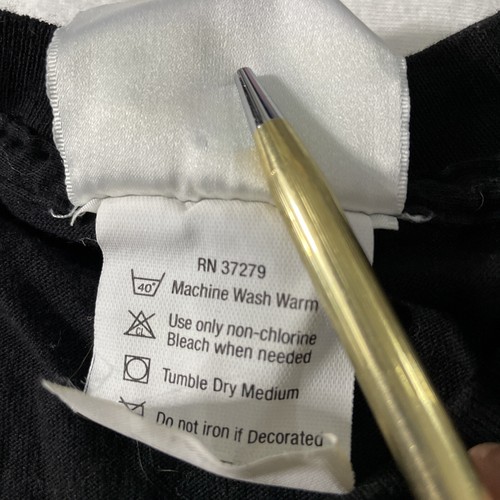 RN 37279
40°
Machine Wash Warm
CL
Use only non-chlorine
Bleach when needed
Tumble Dry Medium
Do not iron if Decorated